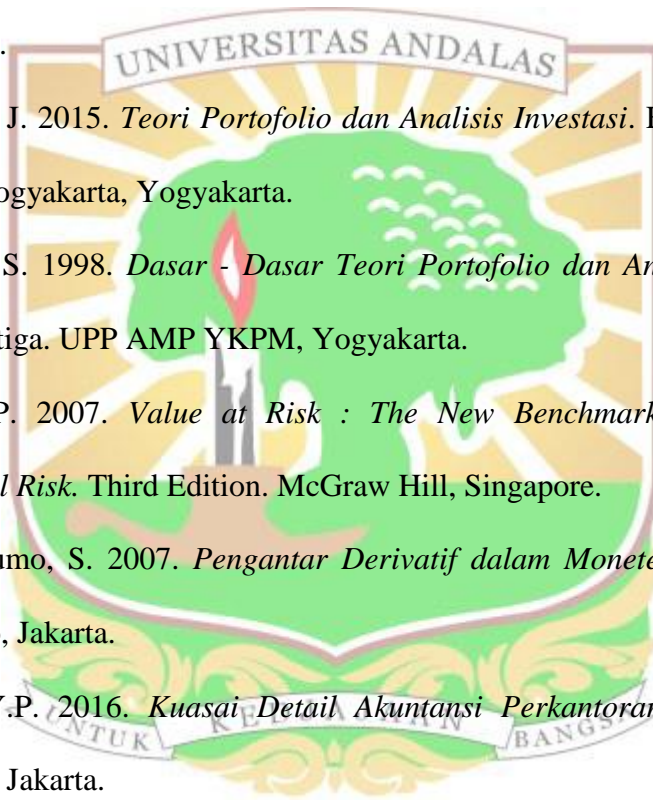 .
UNIVERSITAS ANDALAS
J. 2015. Teori Portofolio dan Analisis Investasi.
ogyakarta, Yogyakarta.
S. 1998. Dasar - Dasar Teori Portofolio dan An
tiga. UPP AMP YKPM, Yogyakarta.
P. 2007. Value at Risk : The New Benchmark
l Risk. Third Edition. McGraw Hill, Singapore.
umo, S. 2007. Pengantar Derivatif dalam Monete
, Jakarta.
Y.P. 2016. Kuasai Detail Akuntansi Perkantoran
UNTUK BANGSA
Jakarta.